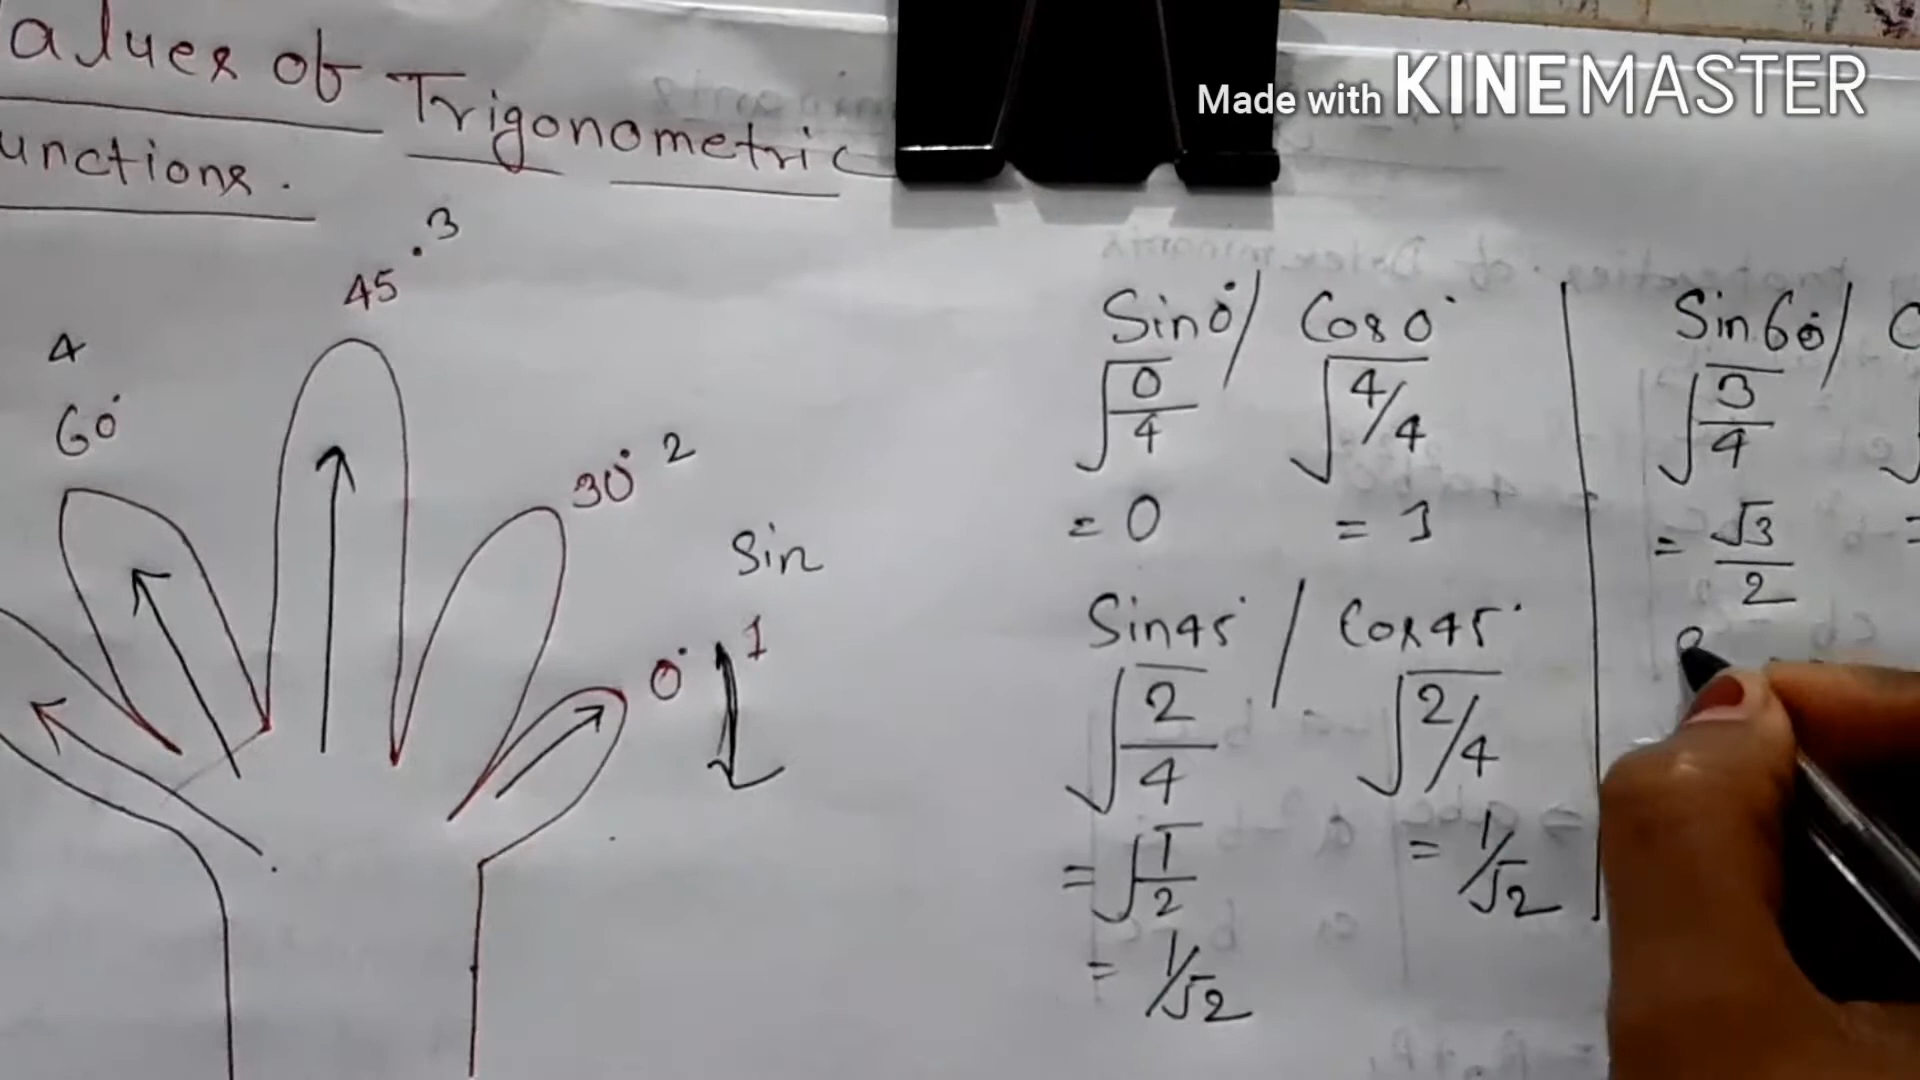 alues of Trigonometric
unctions.
45° 3
4
60°
30° 2
Sin
0° 1
Made with KINEMASTER
Sin0° / Cos0°
√0/4 √4/4
= 0 = 1
Sin45° / Cos45°
√2/4 √2/4
= √1/2 = 1/√2
= 1/√2
Sin60° / C
√3/4 √
= √3/2 =